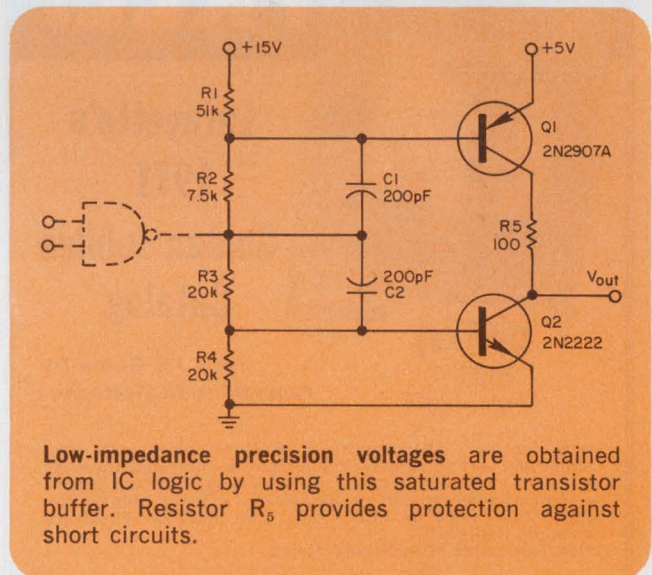 +15V
+5V
R1
51k
Q1
2N2907A
R2
7.5k
C1
200pF
R5
100
R3
20k
200pF
C2
Vout
Q2
2N2222
R4
20k
Low-impedance precision voltages are obtained
from IC logic by using this saturated transistor
buffer. Resistor R₅ provides protection against
short circuits.